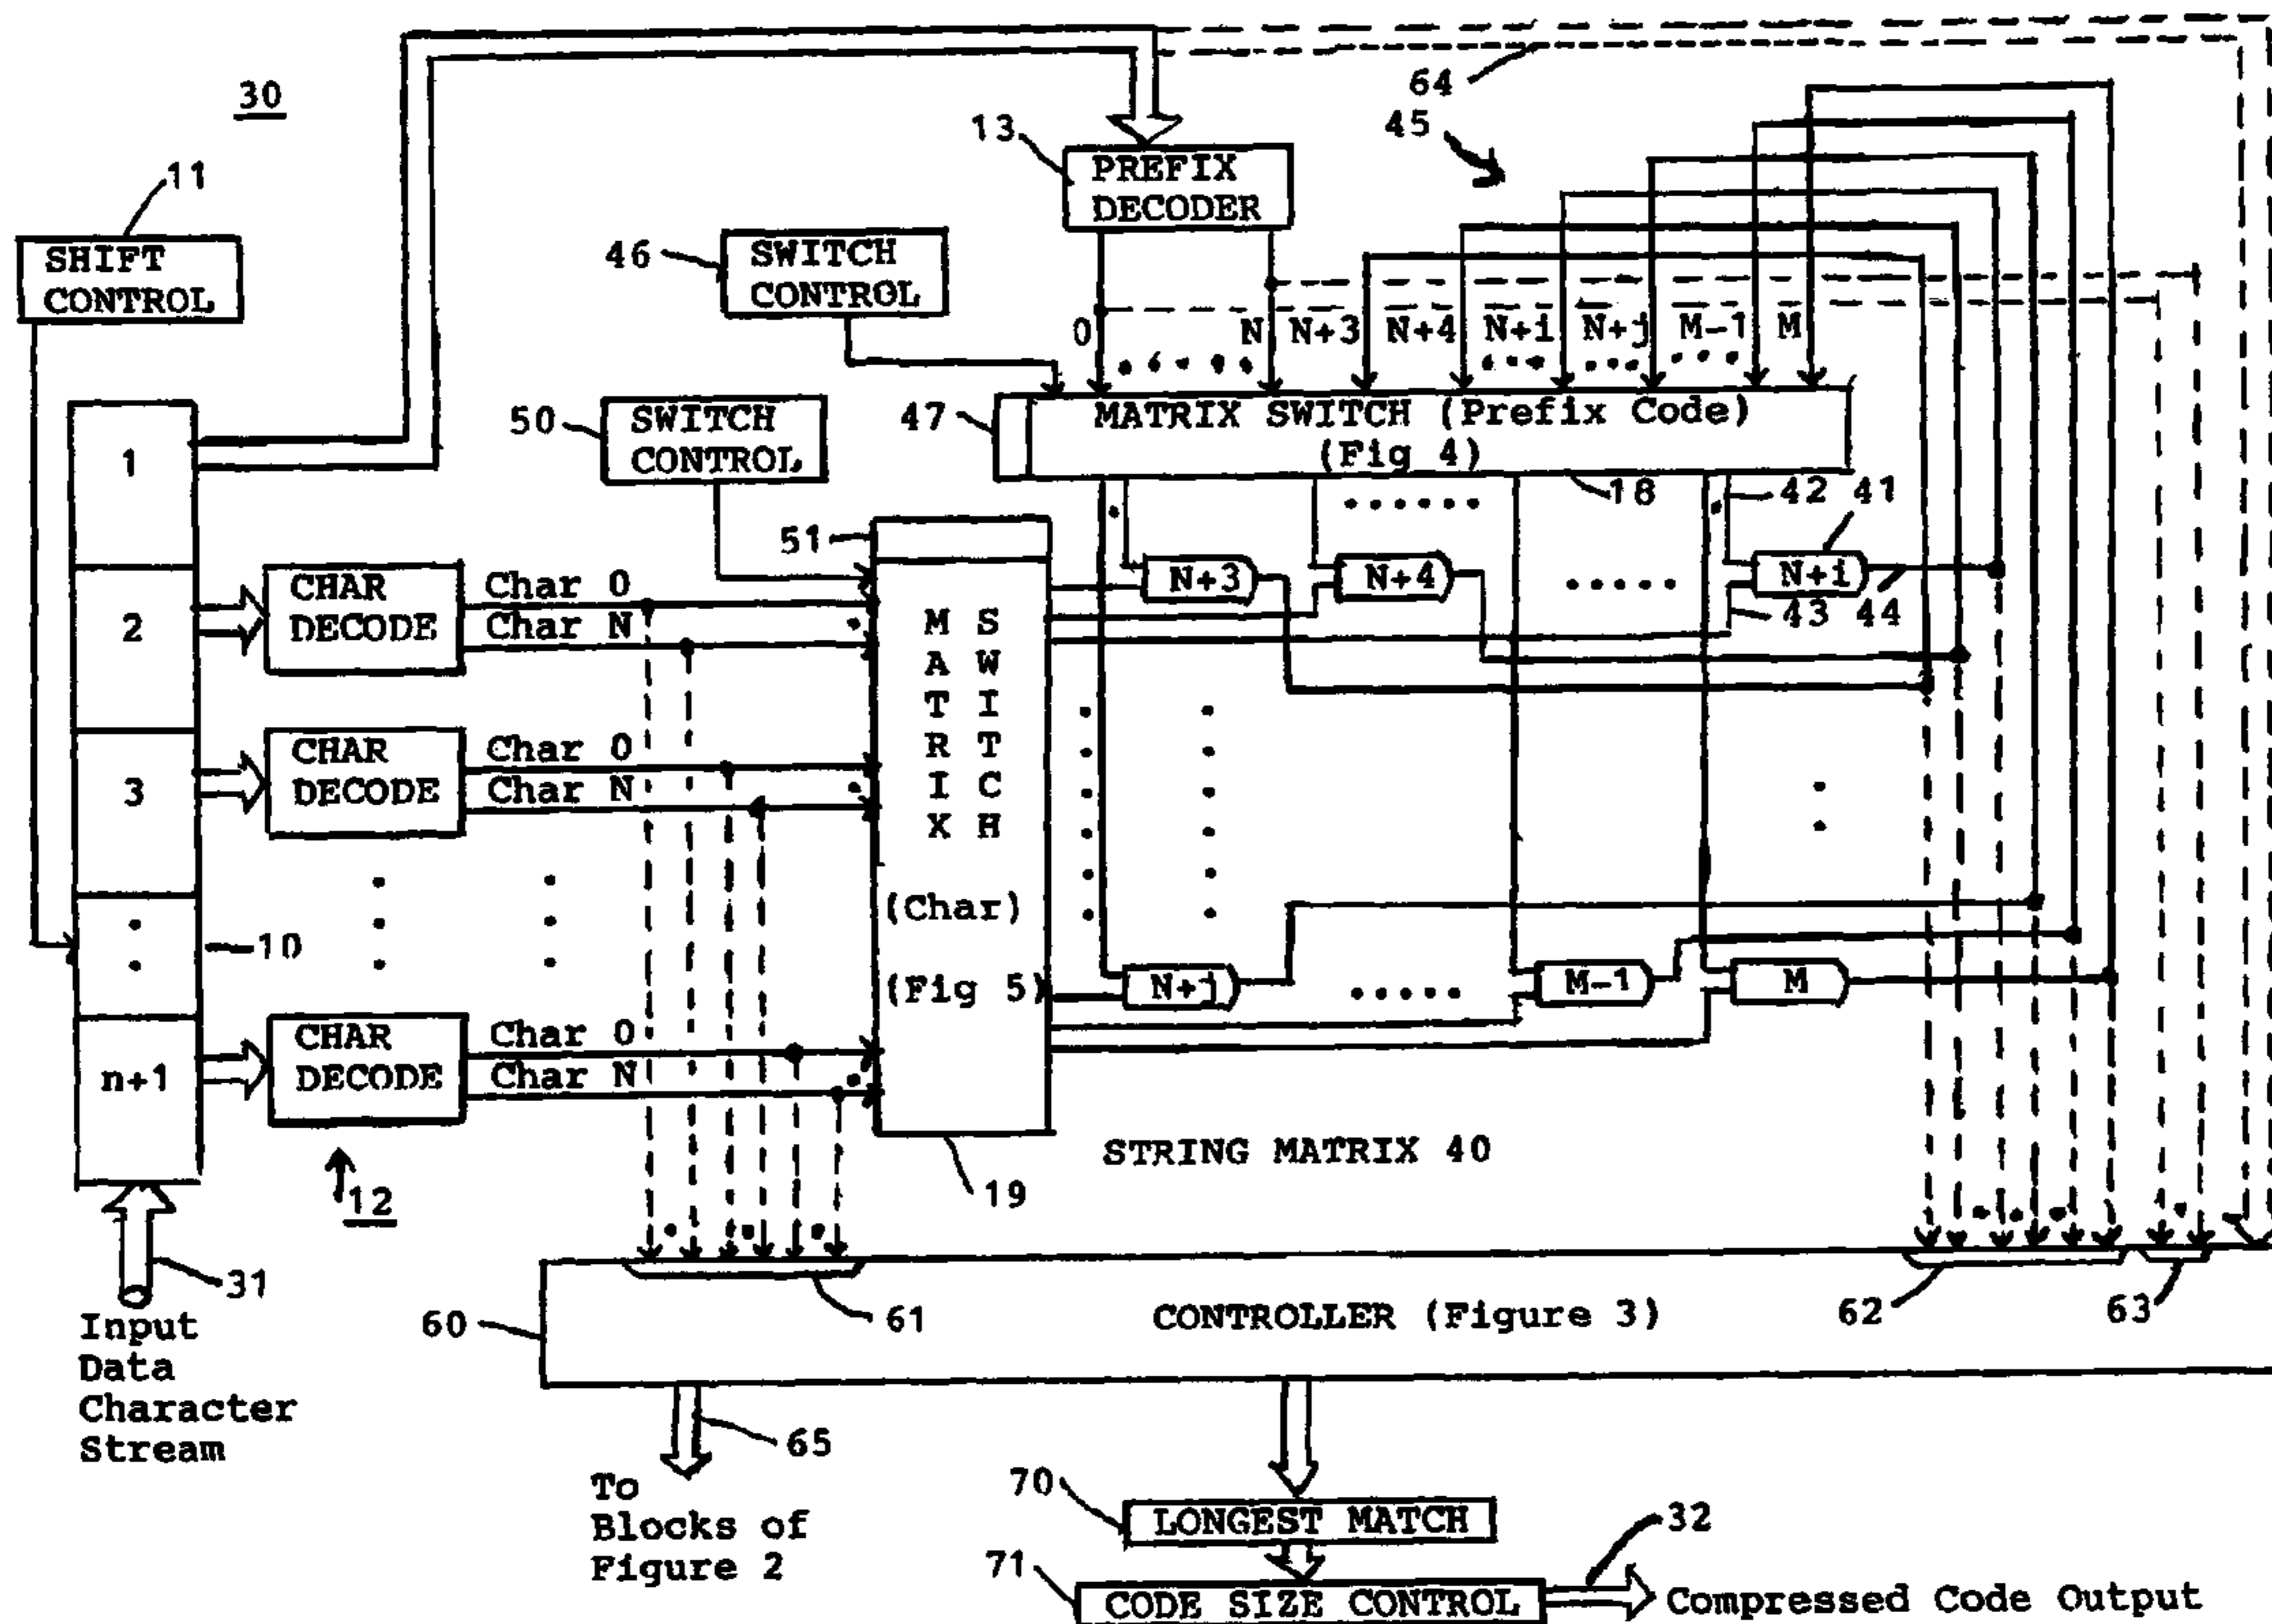 30
64
45
13
PREFIX
DECODER
11
SHIFT
CONTROL
46
SWITCH
CONTROL
0
N
N+3
N+4
N+i
N+j
M-1
M
47
MATRIX SWITCH (Prefix Code)
(Fig 4)
50
SWITCH
CONTROL
18
42
41
51
1
2
3
n+1
10
CHAR
DECODE
Char 0
Char N
CHAR
DECODE
Char 0
Char N
CHAR
DECODE
Char 0
Char N
12
MATRIX
SWITCH
(Char)
(Fig 5)
19
N+3
N+4
N+i
43
44
N+j
M-1
M
STRING MATRIX 40
31
Input
Data
Character
Stream
60
61
CONTROLLER (Figure 3)
62
63
65
To
Blocks of
Figure 2
70
LONGEST MATCH
71
CODE SIZE CONTROL
32
Compressed Code Output